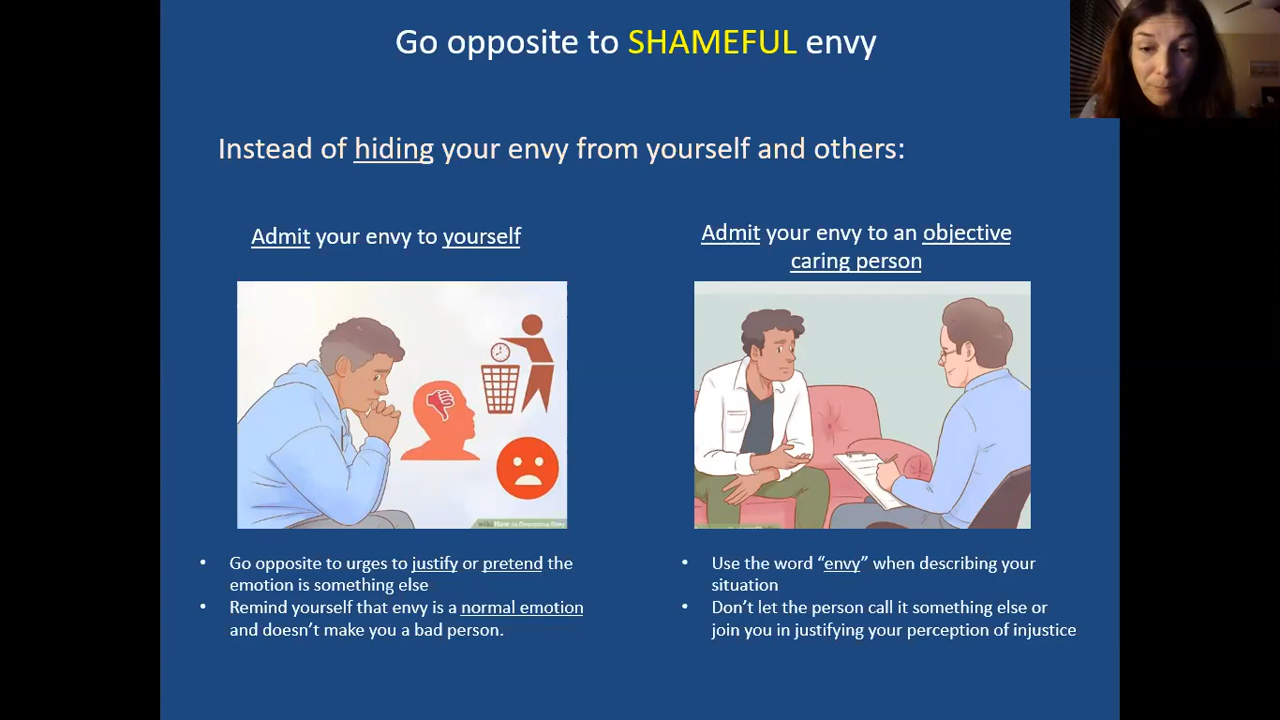 Go opposite to SHAMEFUL envy
Instead of hiding your envy from yourself and others:
Admit your envy to yourself
Admit your envy to an objective
caring person
wikiHow to Overcome Envy
• Go opposite to urges to justify or pretend the
emotion is something else
• Remind yourself that envy is a normal emotion
and doesn't make you a bad person.
• Use the word “envy” when describing your
situation
• Don't let the person call it something else or
join you in justifying your perception of injustice